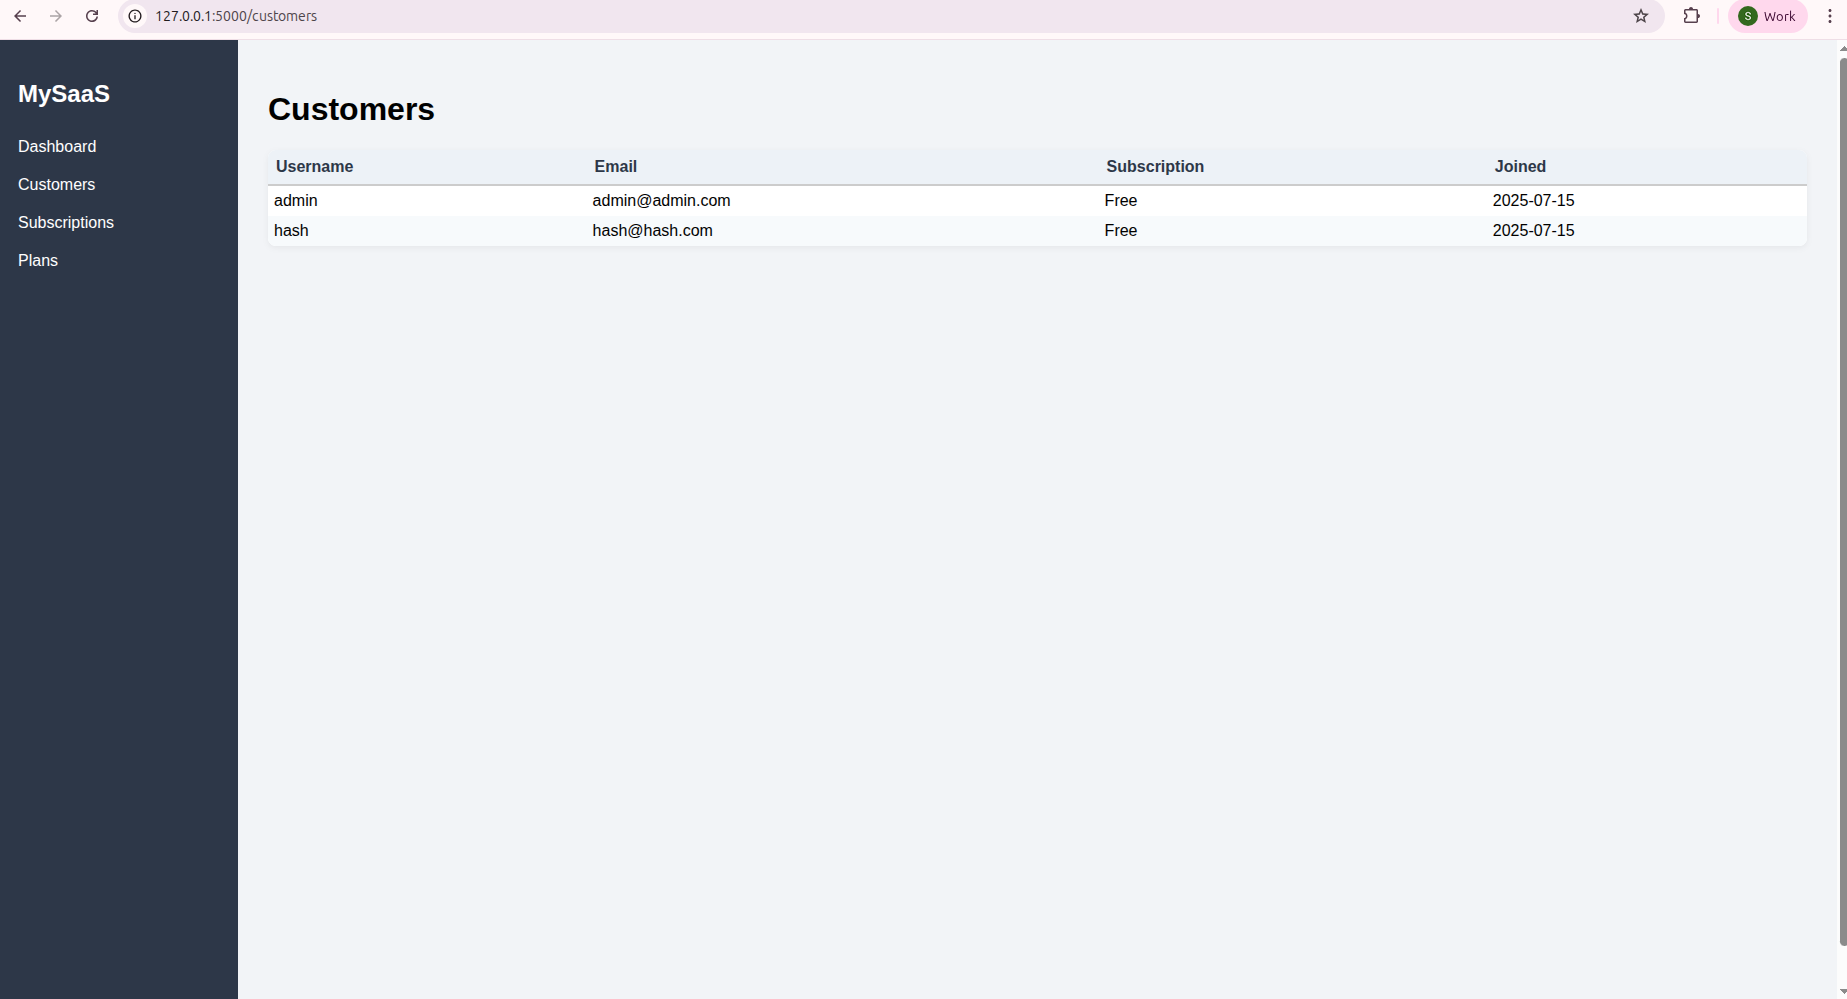 127.0.0.1:5000/customers
S Work
MySaaS
Dashboard
Customers
Subscriptions
Plans
Customers
Username Email Subscription Joined
admin admin@admin.com Free 2025-07-15
hash hash@hash.com Free 2025-07-15